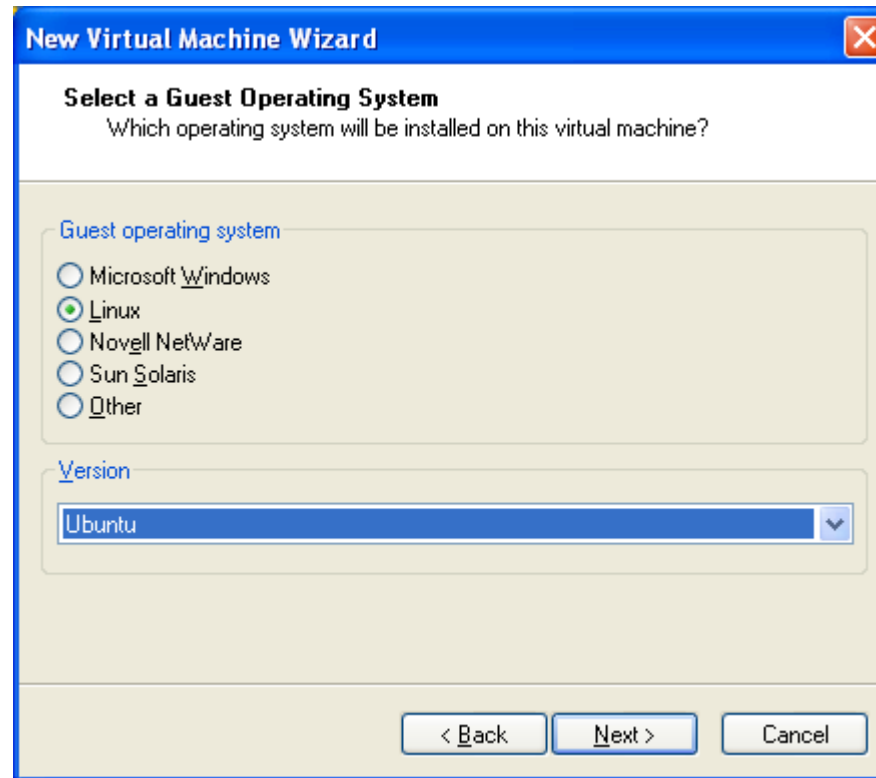 New Virtual Machine Wizard
Select a Guest Operating System
Which operating system will be installed on this virtual machine?
Guest operating system
Microsoft Windows
Linux
Novell NetWare
Sun Solaris
Other
Version
Ubuntu
< Back Next > Cancel